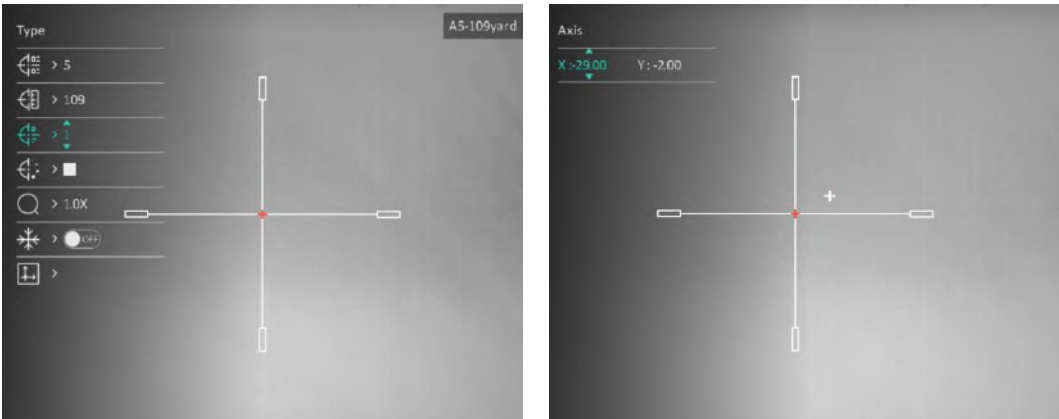 Type
A5-109yard
> 5
> 109
> 1
>
> 1.0X
> OFF
>
Axis
X :-29.00 Y : -2.00